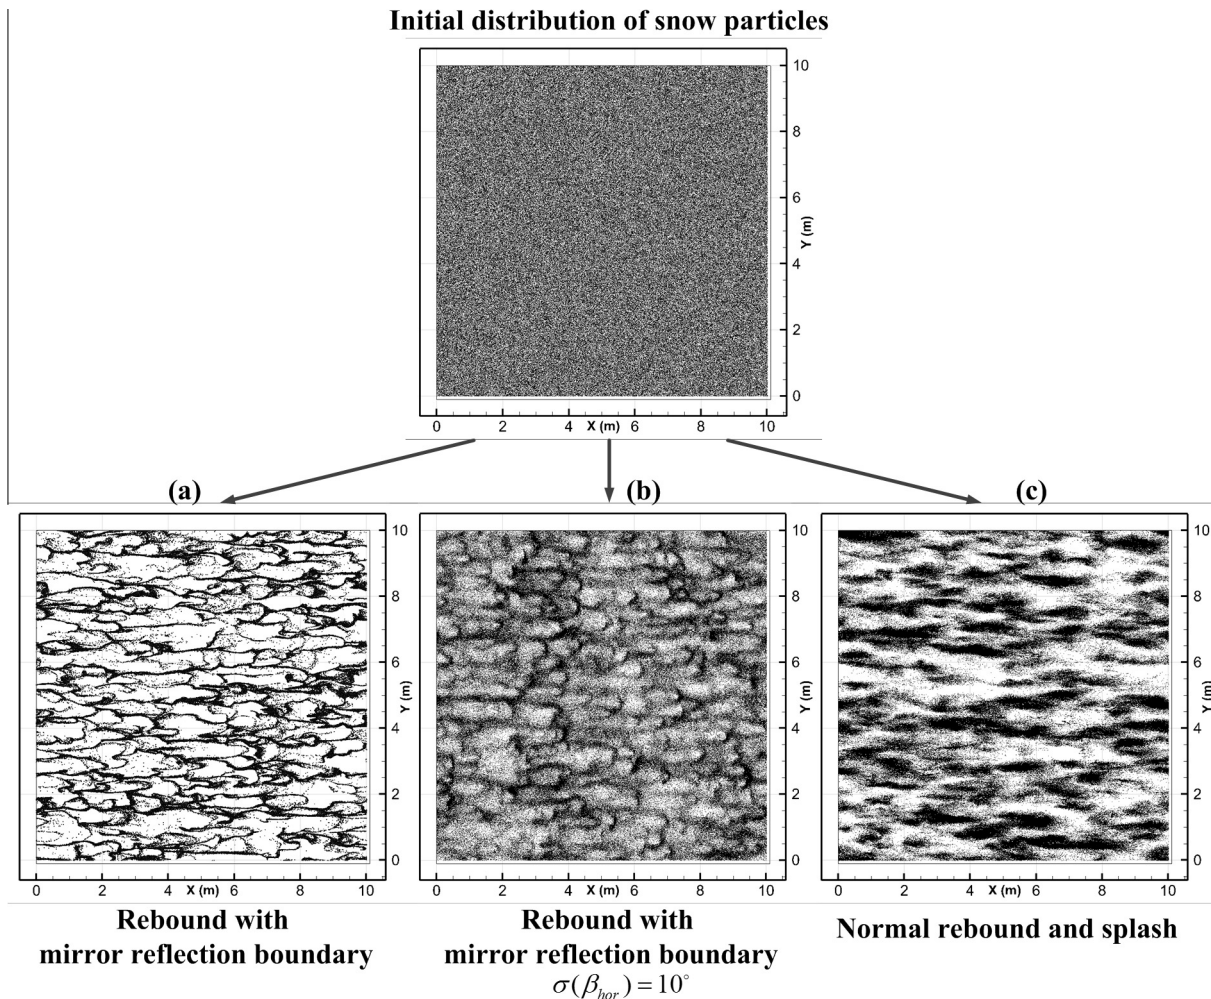 Initial distribution of snow particles
10
8
6
4
2
0
Y (m)
0 2 4 X (m) 6 8 10
(a) (b) (c)
10
8
6
4
2
0
Y (m)
0 2 4 X (m) 6 8 10
10
8
6
4
2
0
Y (m)
0 2 4 X (m) 6 8 10
10
8
6
4
2
0
Y (m)
0 2 4 X (m) 6 8 10
Rebound with
mirror reflection boundary
Rebound with
mirror reflection boundary
σ(β_hor) = 10°
Normal rebound and splash